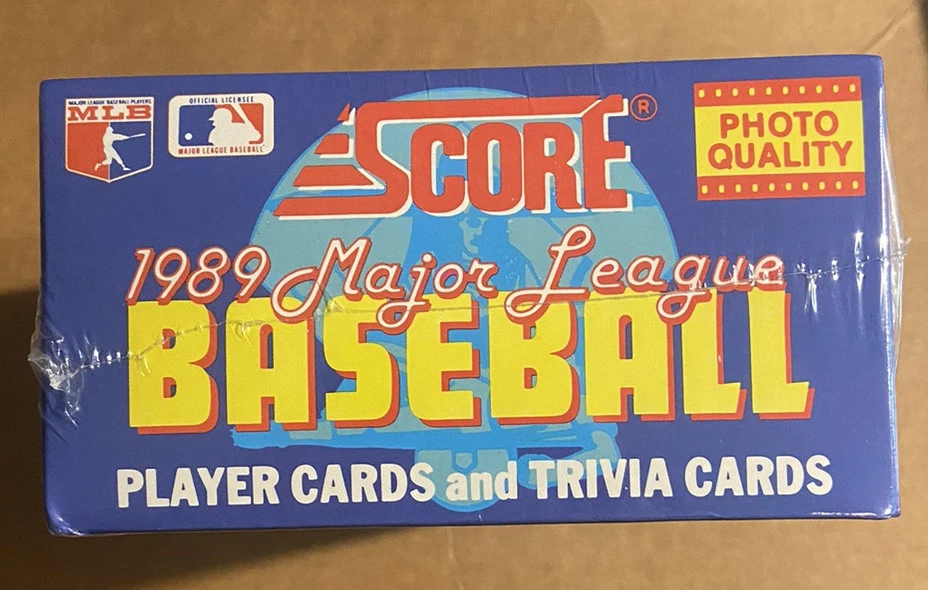 MAJOR LEAGUE BASEBALL PLAYERS
MLB
OFFICIAL LICENSEE
MAJOR LEAGUE BASEBALL
SCORE ®
PHOTO
QUALITY
1989 Major League
BASEBALL
PLAYER CARDS and TRIVIA CARDS